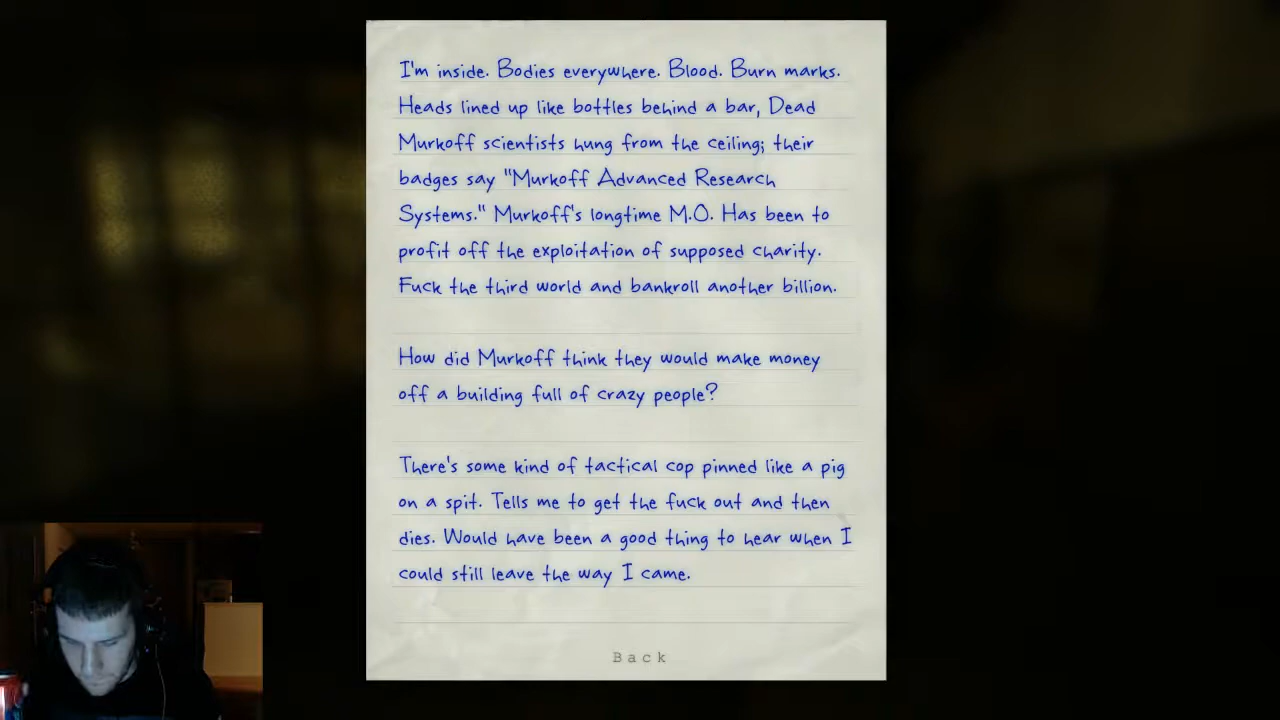 I'm inside. Bodies everywhere. Blood. Burn marks.
Heads lined up like bottles behind a bar, Dead
Murkoff scientists hung from the ceiling; their
badges say "Murkoff Advanced Research
Systems." Murkoff's longtime M.O. Has been to
profit off the exploitation of supposed charity.
Fuck the third world and bankroll another billion.
How did Murkoff think they would make money
off a building full of crazy people?
There's some kind of tactical cop pinned like a pig
on a spit. Tells me to get the fuck out and then
dies. Would have been a good thing to hear when I
could still leave the way I came.
Back